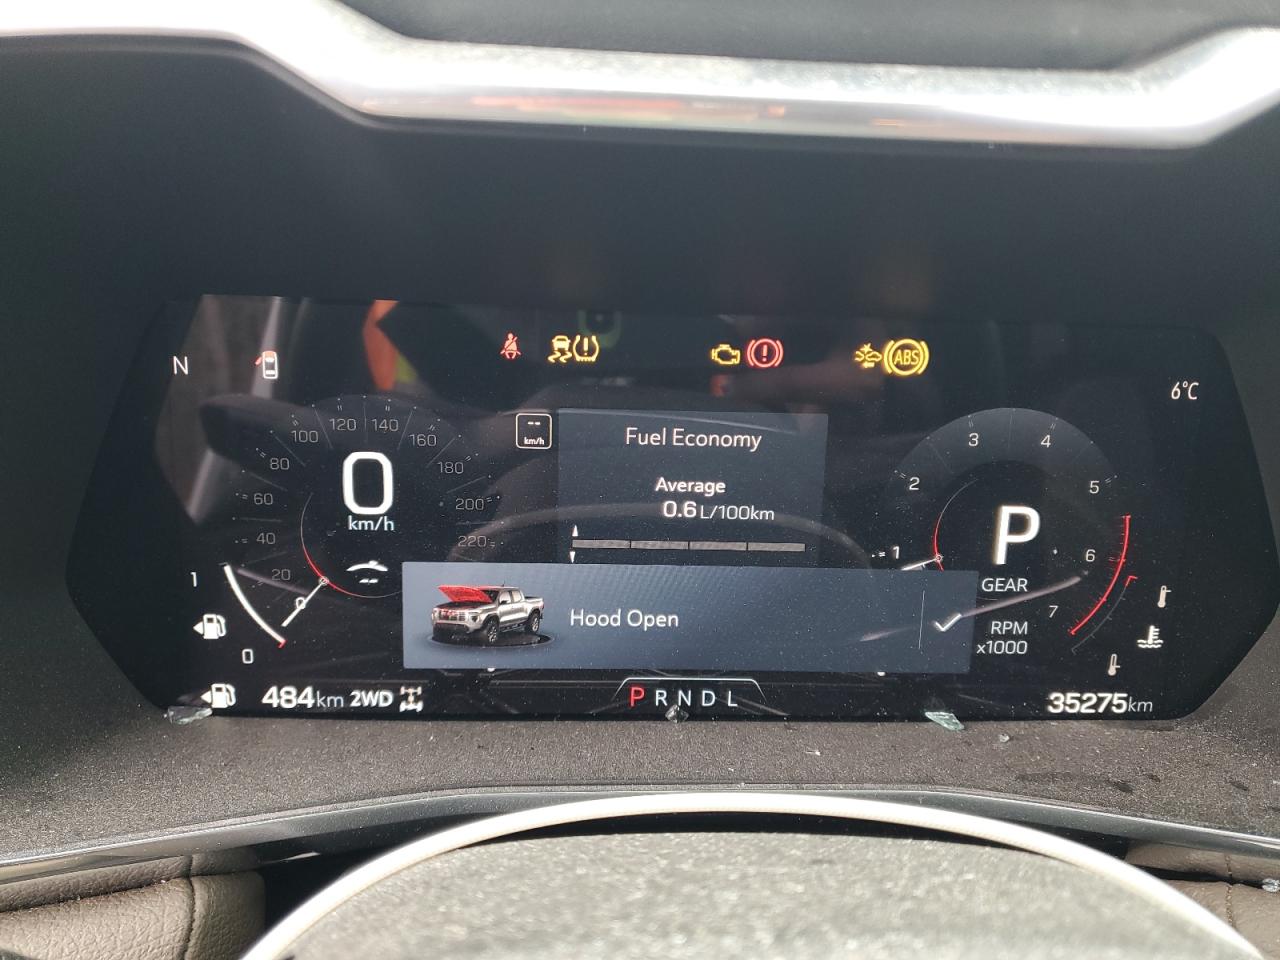 N
ABS
6°C
-- km/h
Fuel Economy
Average
0.6 L/100km
0
km/h
0 20 40 60 80 100 120 140 160 180 200 220
--
1
0
1 2 3 4 5 6 7
P
GEAR
RPM
x1000
Hood Open
484km 2WD
P R N D L
35275km